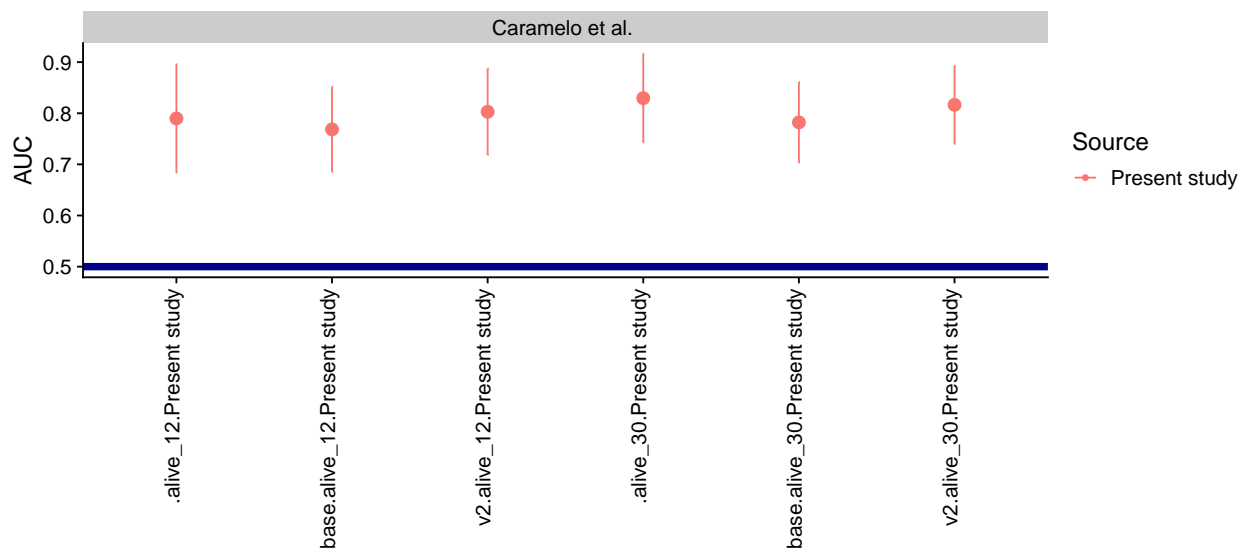 Caramelo et al.
0.9
0.8
0.7
0.6
0.5
AUC
.alive_12.Present study
base.alive_12.Present study
v2.alive_12.Present study
.alive_30.Present study
base.alive_30.Present study
v2.alive_30.Present study
Source
Present study